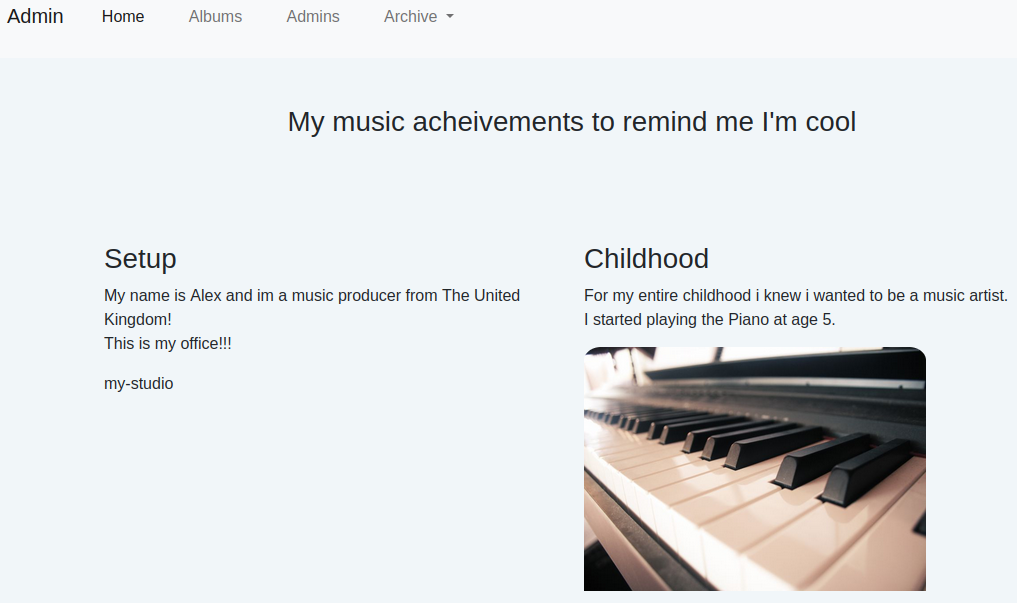 Admin Home Albums Admins Archive
My music acheivements to remind me I'm cool
Setup
My name is Alex and im a music producer from The United
Kingdom!
This is my office!!!
my-studio
Childhood
For my entire childhood i knew i wanted to be a music artist.
I started playing the Piano at age 5.